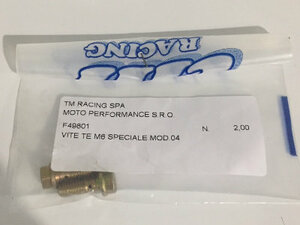 RACING
TM RACING SPA
MOTO PERFORMANCE S.R.O.
F49801 N. 2,00
VITE TE M6 SPECIALE MOD.04